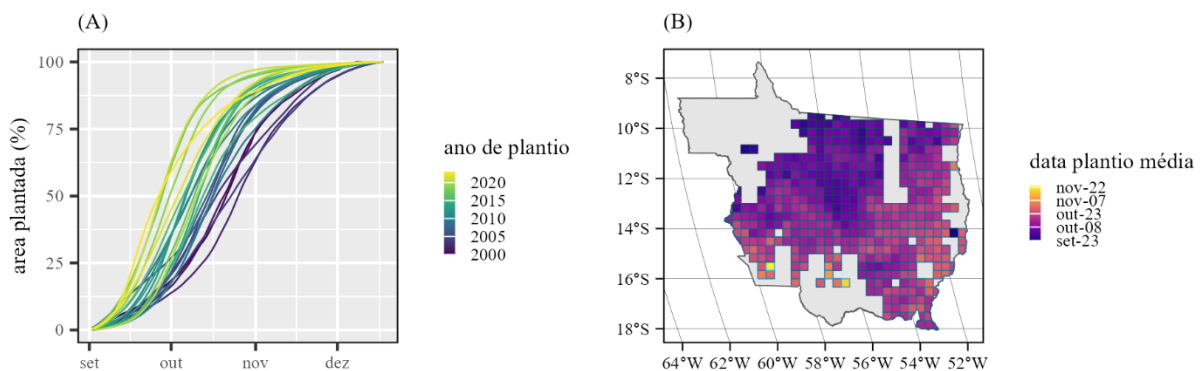 (A)
100
75
50
25
0
area plantada (%)
set out nov dez
ano de plantio
2020
2015
2010
2005
2000
(B)
8°S
10°S
12°S
14°S
16°S
18°S
64°W 62°W 60°W 58°W 56°W 54°W 52°W
data plantio média
nov-22
nov-07
out-23
out-08
set-23